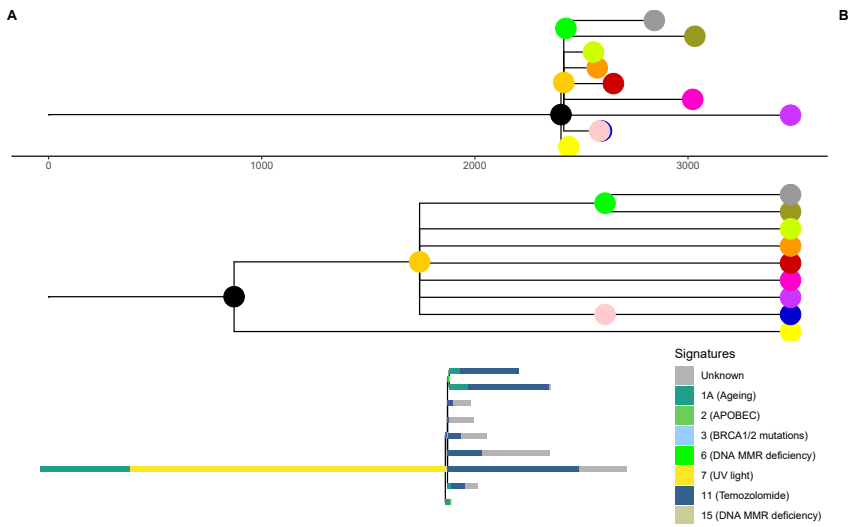 A
B
0
1000
2000
3000
Signatures
Unknown
1A (Ageing)
2 (APOBEC)
3 (BRCA1/2 mutations)
6 (DNA MMR deficiency)
7 (UV light)
11 (Temozolomide)
15 (DNA MMR deficiency)